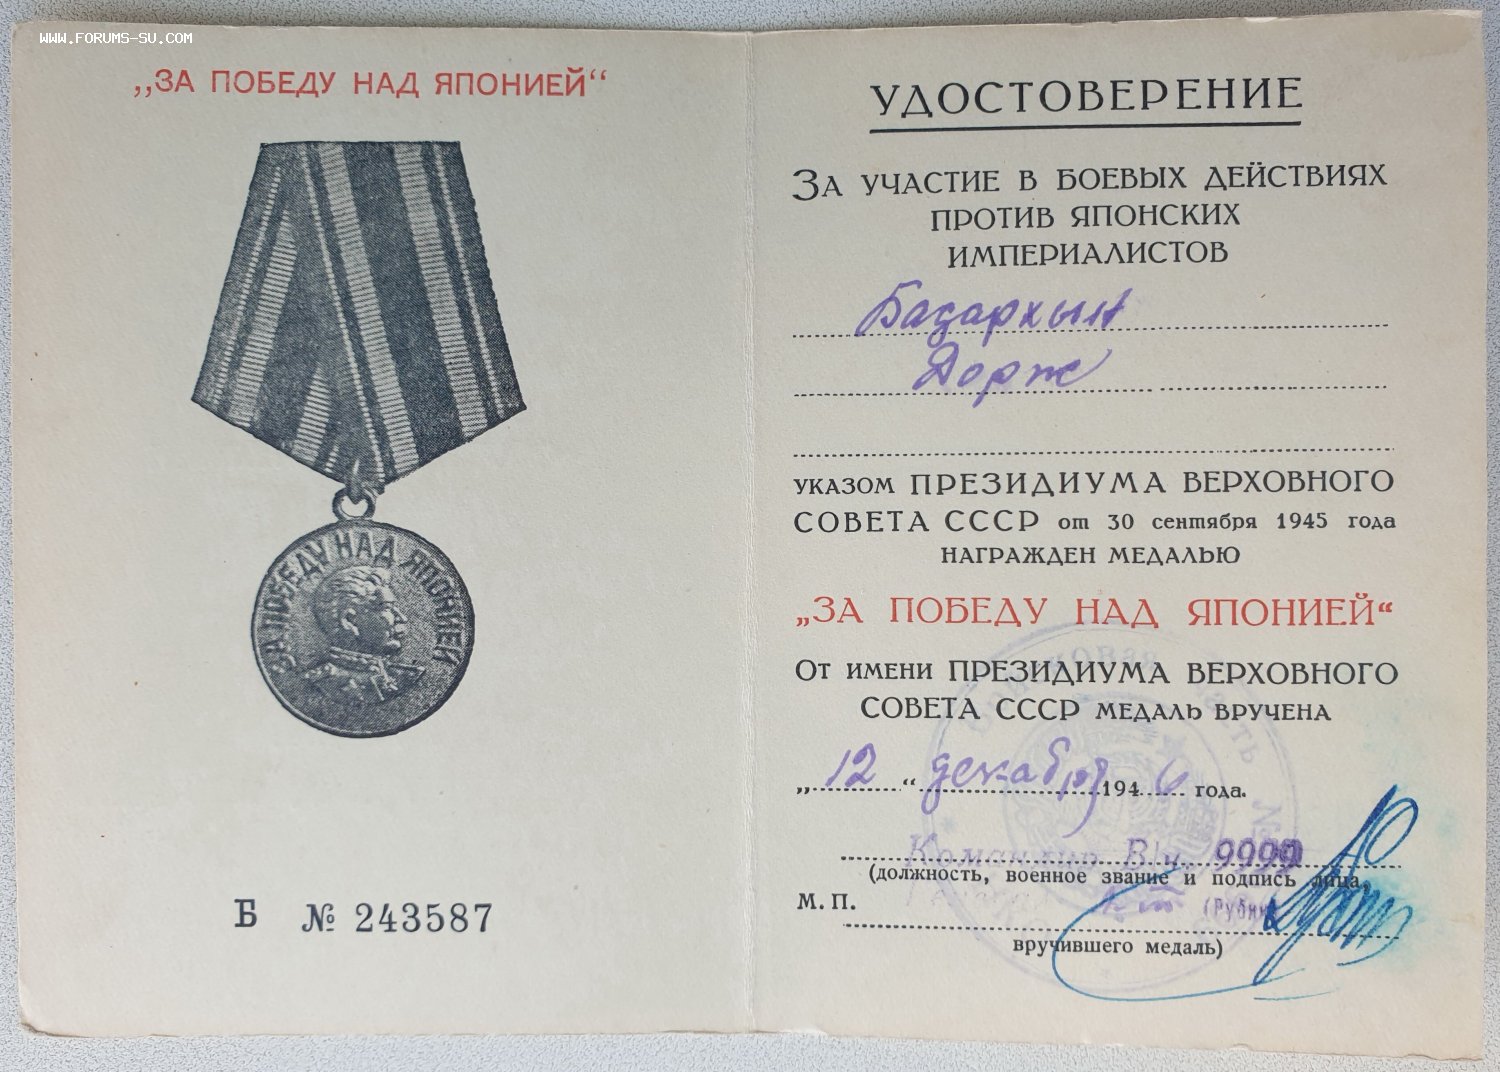 WWW.FORUMS-SU.COM
„ЗА ПОБЕДУ НАД ЯПОНИЕЙ“
ЗА ПОБЕДУ НАД ЯПОНИЕЙ
Б № 243587
УДОСТОВЕРЕНИЕ
ЗА УЧАСТИЕ В БОЕВЫХ ДЕЙСТВИЯХ
ПРОТИВ ЯПОНСКИХ
ИМПЕРИАЛИСТОВ
Базархын
Дорж
УКАЗОМ ПРЕЗИДИУМА ВЕРХОВНОГО
СОВЕТА СССР от 30 сентября 1945 года
НАГРАЖДЕН МЕДАЛЬЮ
„ЗА ПОБЕДУ НАД ЯПОНИЕЙ“
ОТ ИМЕНИ ПРЕЗИДИУМА ВЕРХОВНОГО
СОВЕТА СССР МЕДАЛЬ ВРУЧЕНА
„12“ декабря 1946 года.
Командир В/ч. 9999
(должность, военное звание и подпись лица,
М. П.
вручившего медаль)